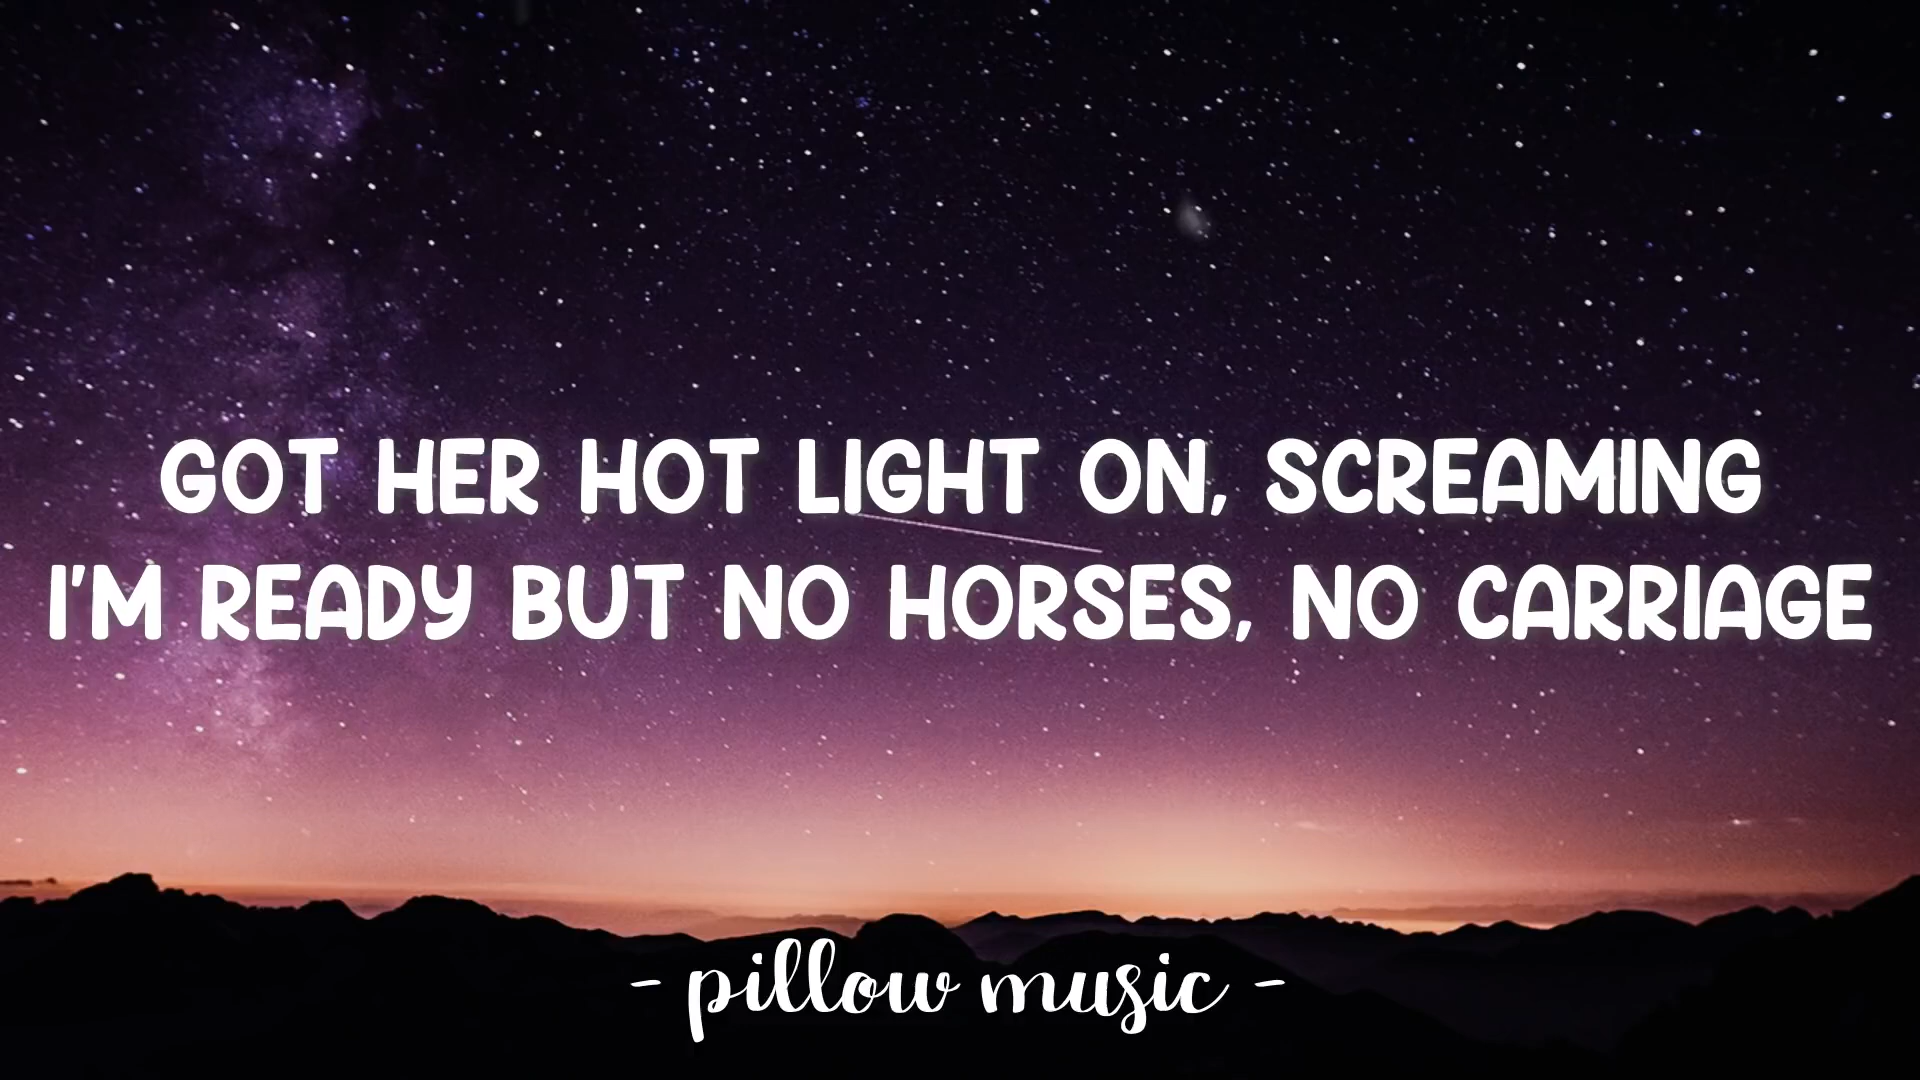 GOT HER HOT LIGHT ON, SCREAMING
I'M READY BUT NO HORSES, NO CARRIAGE
- pillow music -